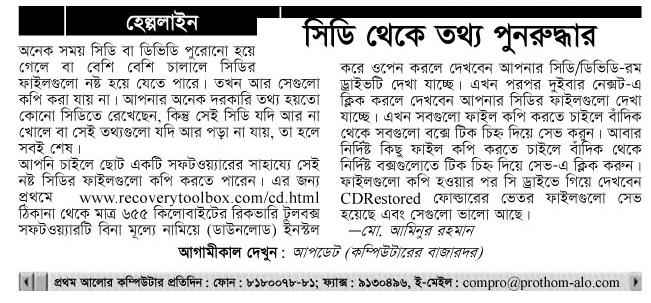 হেল্পলাইন
সিডি থেকে তথ্য পুনরুদ্ধার
অনেক সময় সিডি বা ডিভিডি পুরোনো হয়ে
গেলে বা বেশি বেশি চালালে সিডির
ফাইলগুলো নষ্ট হয়ে যেতে পারে। তখন আর সেগুলো
কপি করা যায় না। আপনার অনেক দরকারি তথ্য হয়তো
কোনো সিডিতে রেখেছেন, কিন্তু সেই সিডি যদি আর না
খোলে বা সেই তথ্যগুলো যদি আর পড়া না যায়, তা হলে
সবই শেষ।
আপনি চাইলে ছোট একটি সফটওয়্যারের সাহায্যে সেই
নষ্ট সিডির ফাইলগুলো কপি করতে পারেন। এর জন্য
প্রথমে www.recoverytoolbox.com/cd.html
ঠিকানা থেকে মাত্র ৬৫৫ কিলোবাইটের রিকভারি টুলবক্স
সফটওয়্যারটি বিনা মূল্যে নামিয়ে (ডাউনলোড) ইনস্টল
করে ওপেন করলে দেখবেন আপনার সিডি/ডিভিডি-রম
ড্রাইভটি দেখা যাচ্ছে। এখন পরপর দুইবার নেক্সট-এ
ক্লিক করলে দেখবেন আপনার সিডির ফাইলগুলো দেখা
যাচ্ছে। এখন সবগুলো ফাইল কপি করতে চাইলে বাঁদিক
থেকে সবগুলো বক্সে টিক চিহ্ন দিয়ে সেভ করুন। আবার
নির্দিষ্ট কিছু ফাইল কপি করতে চাইলে বাঁদিক থেকে
নির্দিষ্ট বক্সগুলোতে টিক চিহ্ন দিয়ে সেভ-এ ক্লিক করুন।
ফাইলগুলো কপি হওয়ার পর সি ড্রাইভে গিয়ে দেখবেন
CDRestored ফোল্ডারের ভেতর ফাইলগুলো সেভ
হয়েছে এবং সেগুলো ভালো আছে।
—মো. আমিনুর রহমান
আগামীকাল দেখুন : আপডেট (কম্পিউটারের বাজারদর)
প্রথম আলোর কম্পিউটার প্রতিদিন : ফোন : ৮১৮০০৭৮-৮১; ফ্যাক্স : ৯১৩০৪৯৬, ই-মেইল : compro@prothom-alo.com